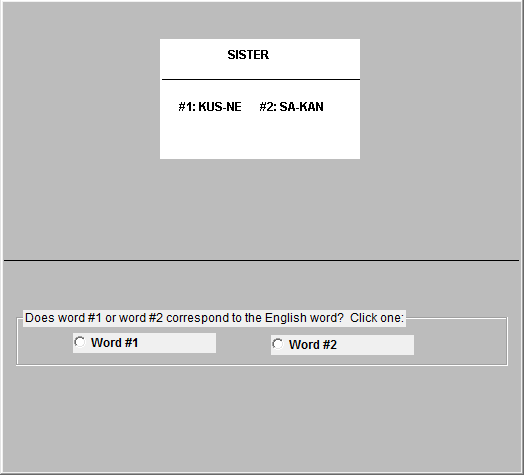 SISTER
#1: KUS-NE #2: SA-KAN
Does word #1 or word #2 correspond to the English word? Click one:
Word #1 Word #2